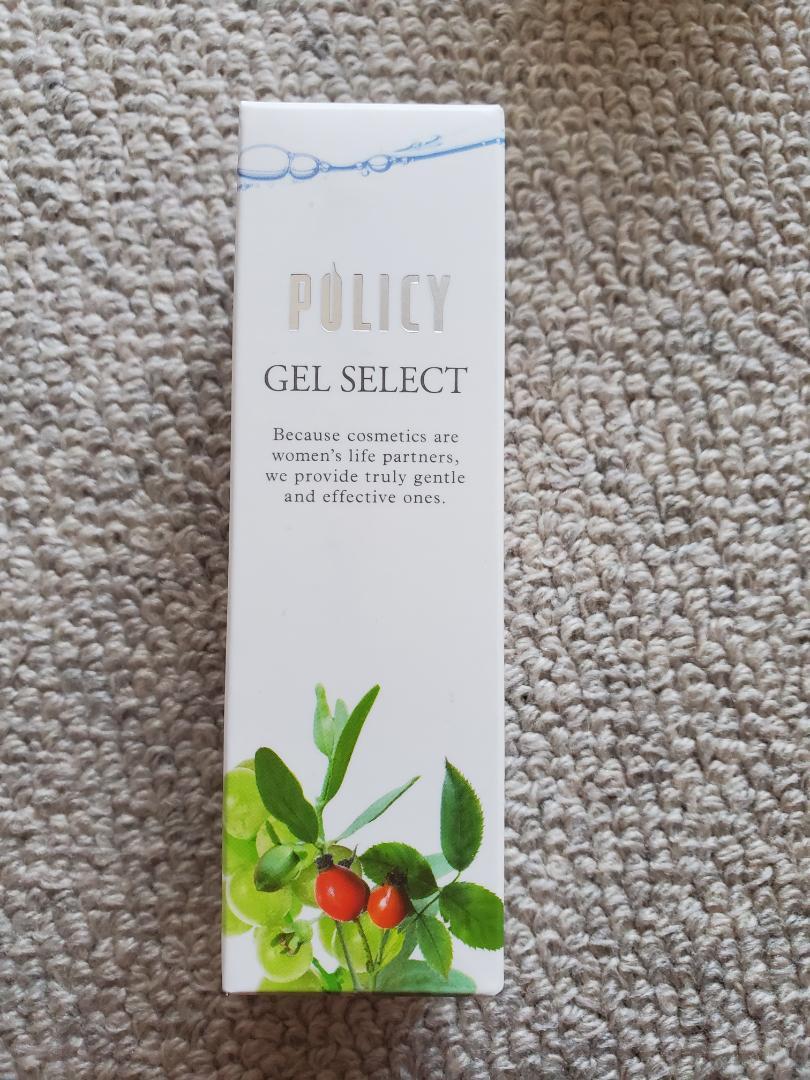 POLICY
GEL SELECT
Because cosmetics are
women's life partners,
we provide truly gentle
and effective ones.